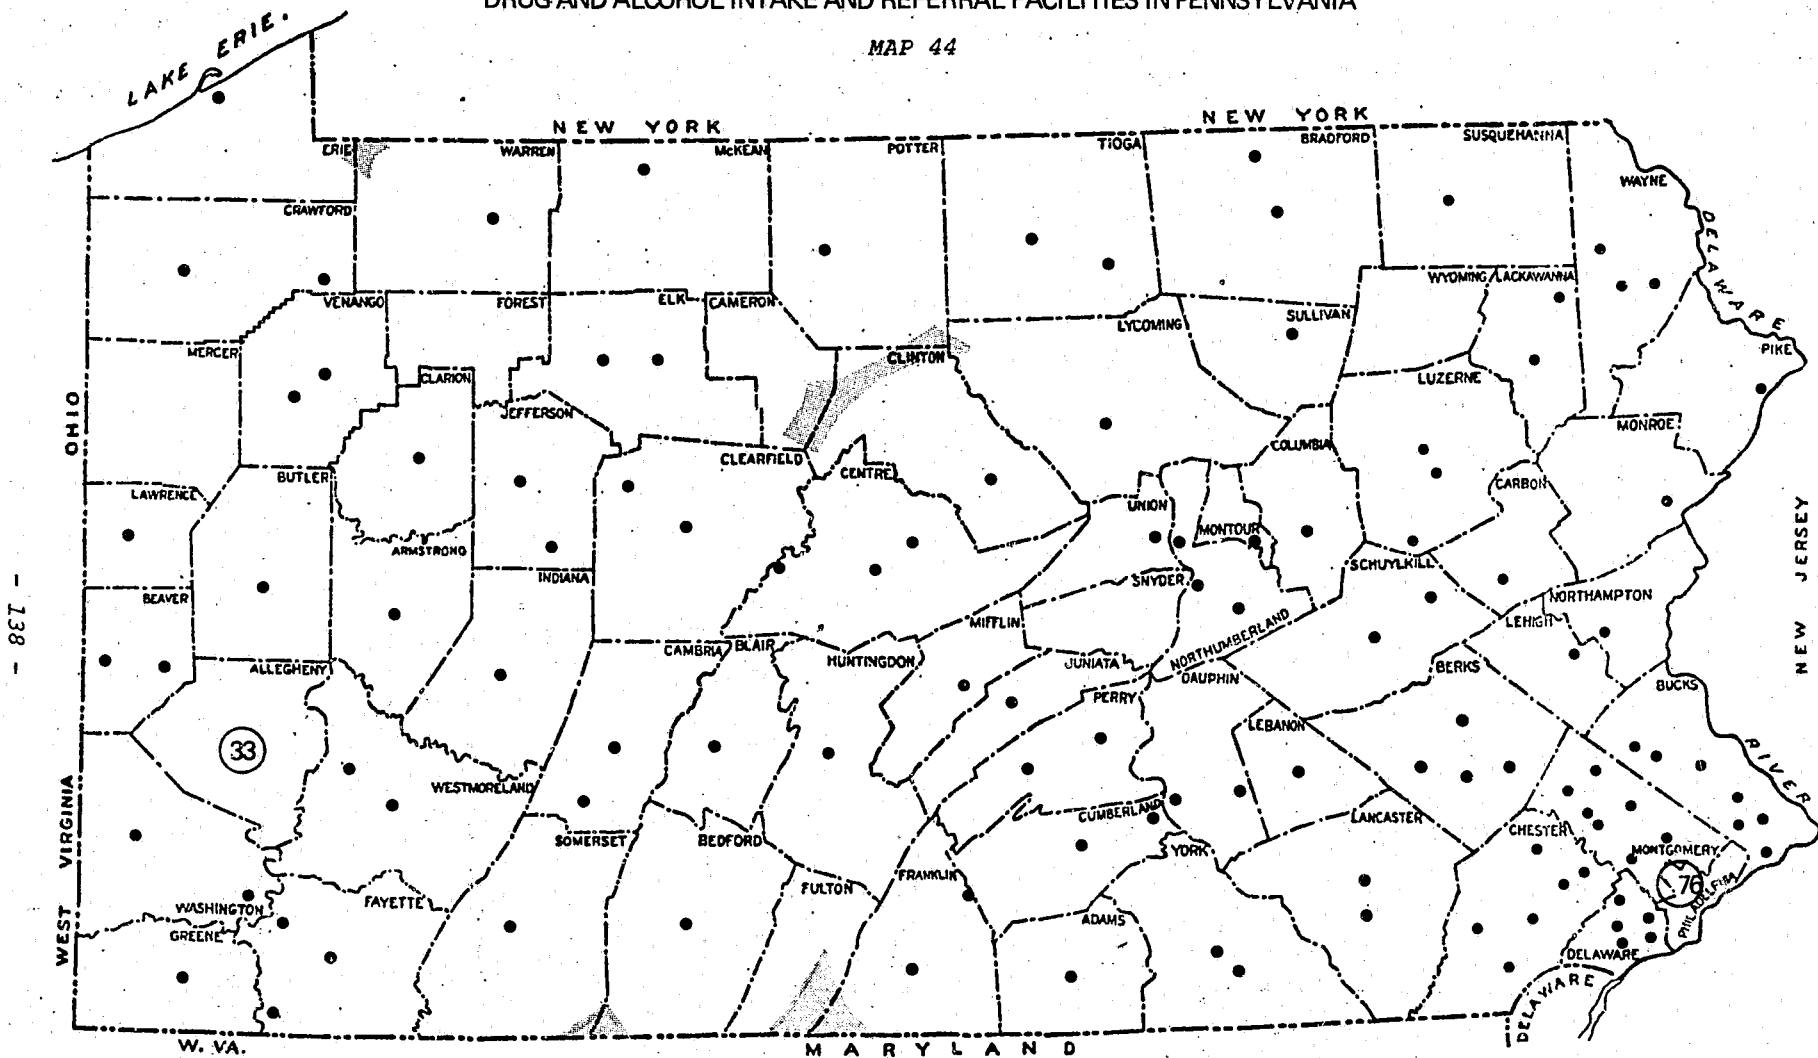 DRUG AND ALCOHOL INTAKE AND REFERRAL FACILITIES IN PENNSYLVANIA
MAP 44
LAKE ERIE.
NEW YORK
NEW YORK
ERIE
WARREN
McKEAN
POTTER
TIOGA
BRADFORD
SUSQUEHANNA
WAYNE
CRAWFORD
DELAWARE RIVER
VENANGO
FOREST
ELK
CAMERON
WYOMING
LACKAWANNA
LYCOMING
SULLIVAN
MERCER
CLINTON
PIKE
CLARION
LUZERNE
JEFFERSON
OHIO
MONROE
COLUMBIA
CLEARFIELD
CENTRE
BUTLER
LAWRENCE
UNION
CARBON
MONTOUR
ARMSTRONG
INDIANA
SNYDER
SCHUYLKILL
NEW JERSEY
BEAVER
NORTHAMPTON
MIFFLIN
LEHIGH
- 138 -
ALLEGHENY
CAMBRIA
BLAIR
HUNTINGDON
JUNIATA
NORTHUMBERLAND
DAUPHIN
BERKS
BUCKS
PERRY
LEBANON
33
WESTMORELAND
CUMBERLAND
LANCASTER
CHESTER
SOMERSET
BEDFORD
YORK
MONTGOMERY
WEST VIRGINIA
FULTON
FRANKLIN
76
PHILADELPHIA
WASHINGTON
FAYETTE
GREENE
ADAMS
DELAWARE
DELAWARE
W. VA.
MARYLAND